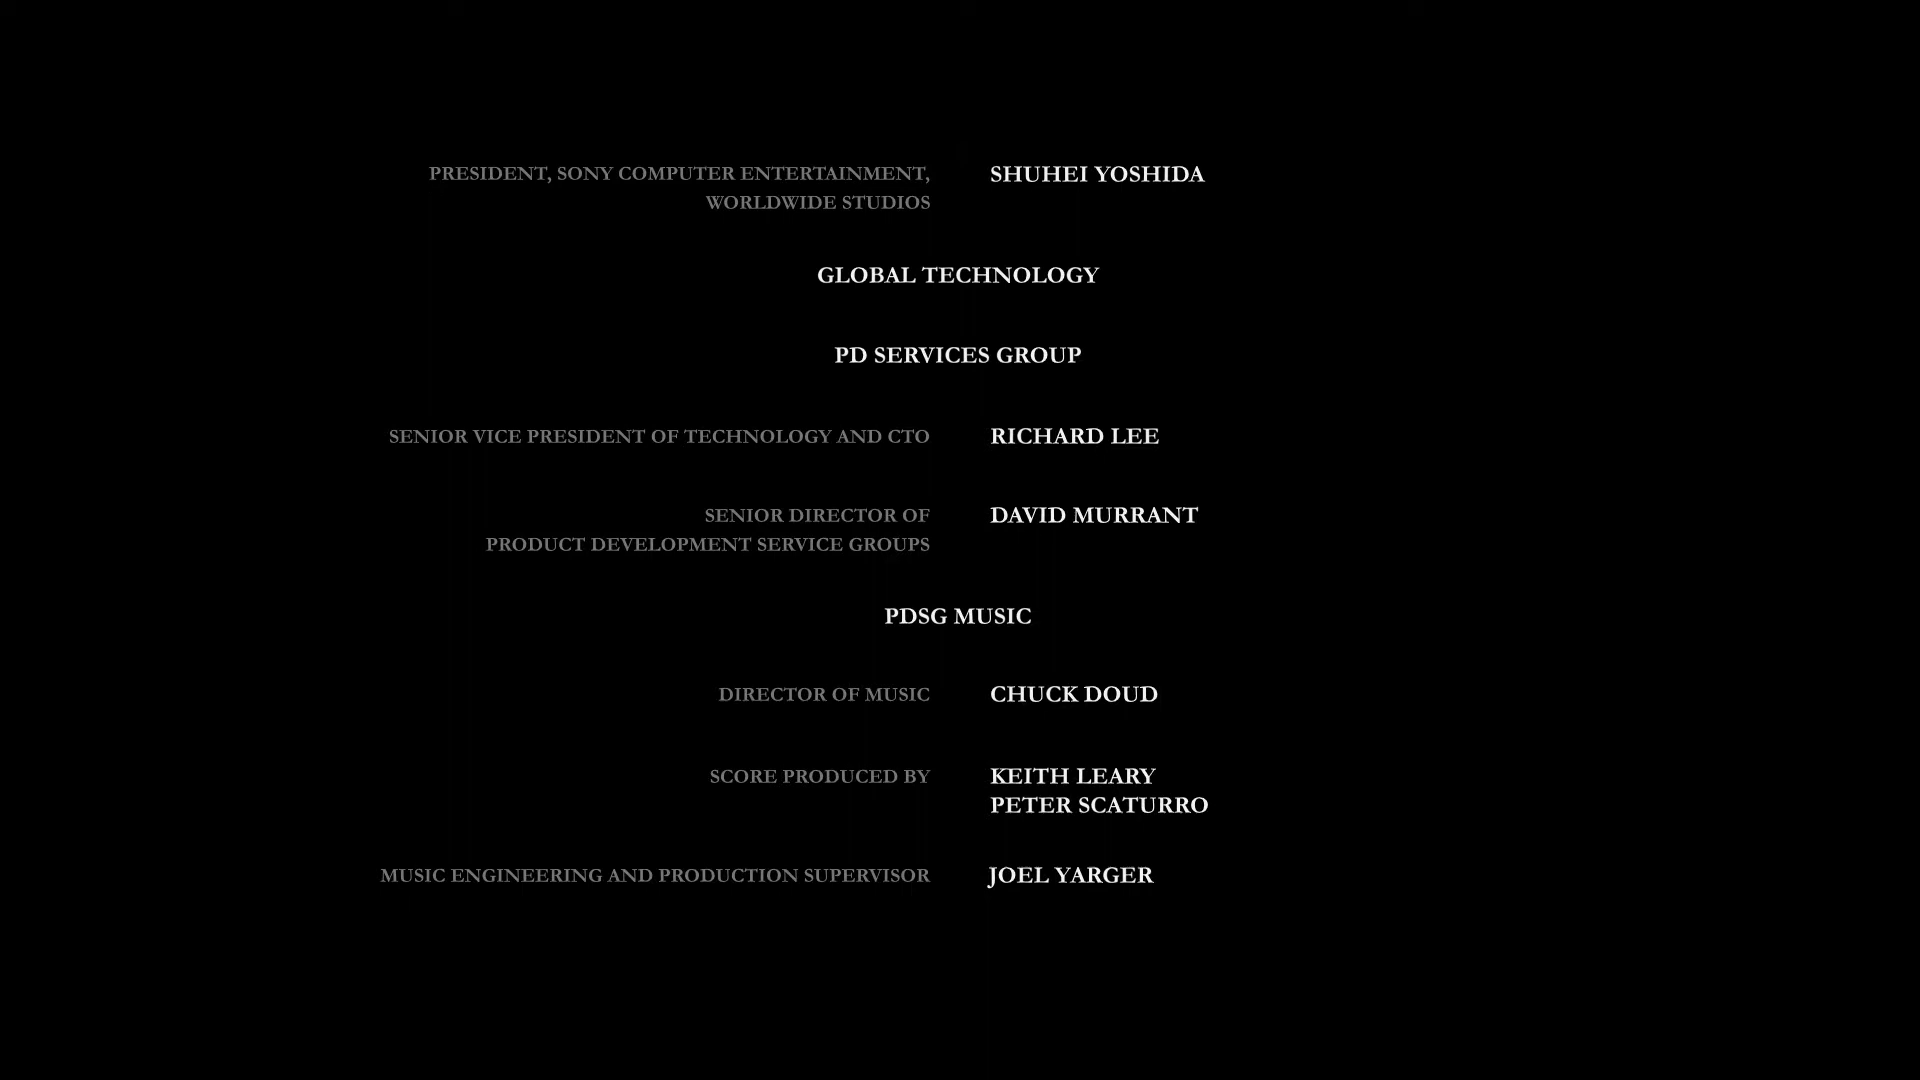 PRESIDENT, SONY COMPUTER ENTERTAINMENT, SHUHEI YOSHIDA
WORLDWIDE STUDIOS
GLOBAL TECHNOLOGY
PD SERVICES GROUP
SENIOR VICE PRESIDENT OF TECHNOLOGY AND CTO RICHARD LEE
SENIOR DIRECTOR OF DAVID MURRANT
PRODUCT DEVELOPMENT SERVICE GROUPS
PDSG MUSIC
DIRECTOR OF MUSIC CHUCK DOUD
SCORE PRODUCED BY KEITH LEARY
PETER SCATURRO
MUSIC ENGINEERING AND PRODUCTION SUPERVISOR JOEL YARGER